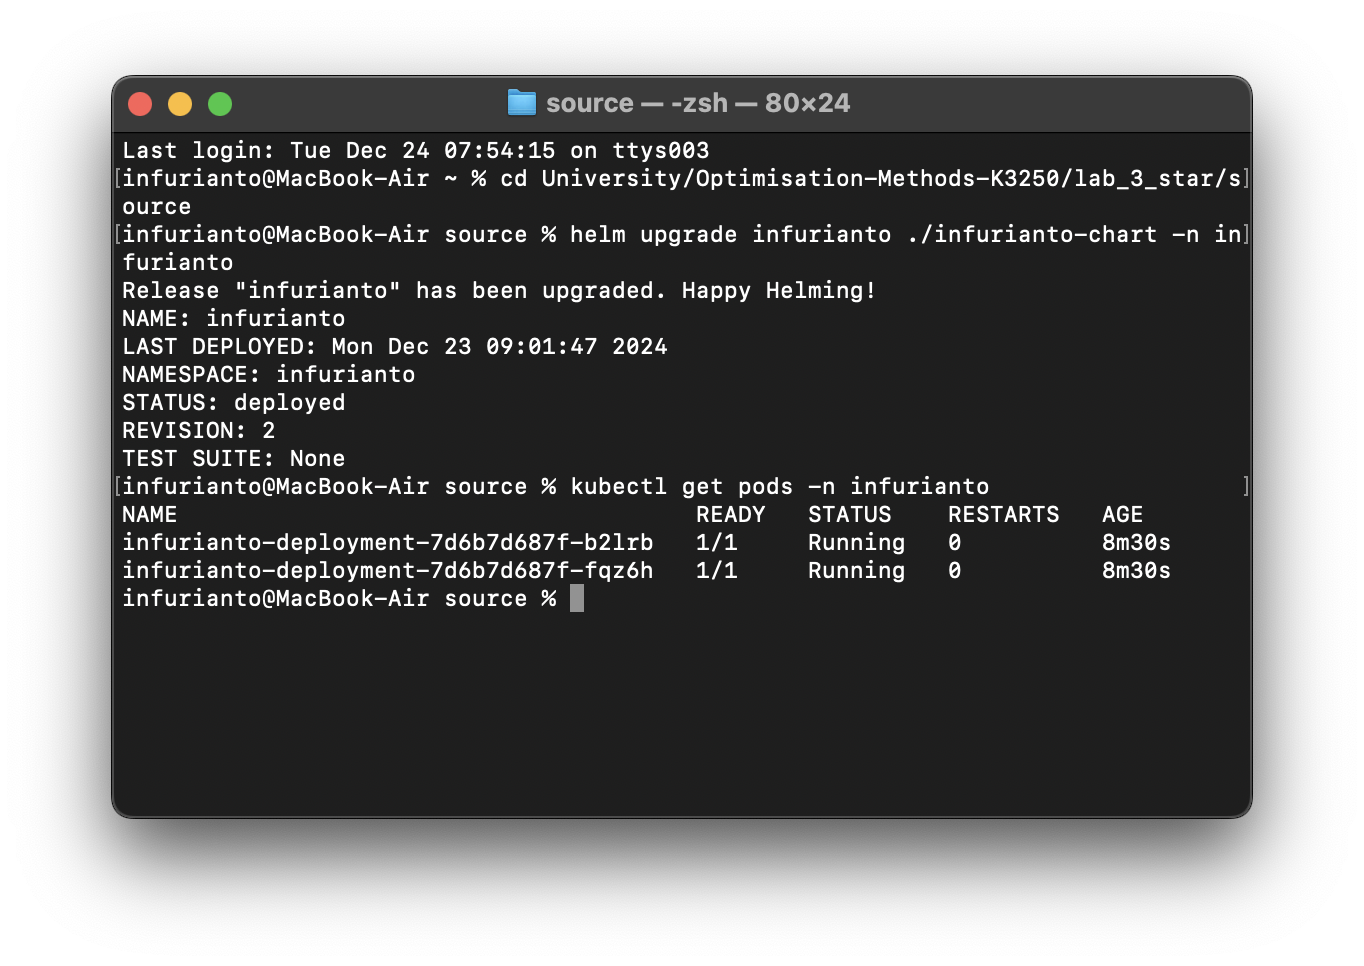 source — -zsh — 80×24
Last login: Tue Dec 24 07:54:15 on ttys003
[infurianto@MacBook-Air ~ % cd University/Optimisation-Methods-K3250/lab_3_star/s]
ource
[infurianto@MacBook-Air source % helm upgrade infurianto ./infurianto-chart -n in]
furianto
Release "infurianto" has been upgraded. Happy Helming!
NAME: infurianto
LAST DEPLOYED: Mon Dec 23 09:01:47 2024
NAMESPACE: infurianto
STATUS: deployed
REVISION: 2
TEST SUITE: None
[infurianto@MacBook-Air source % kubectl get pods -n infurianto ]
NAME READY STATUS RESTARTS AGE
infurianto-deployment-7d6b7d687f-b2lrb 1/1 Running 0 8m30s
infurianto-deployment-7d6b7d687f-fqz6h 1/1 Running 0 8m30s
infurianto@MacBook-Air source %